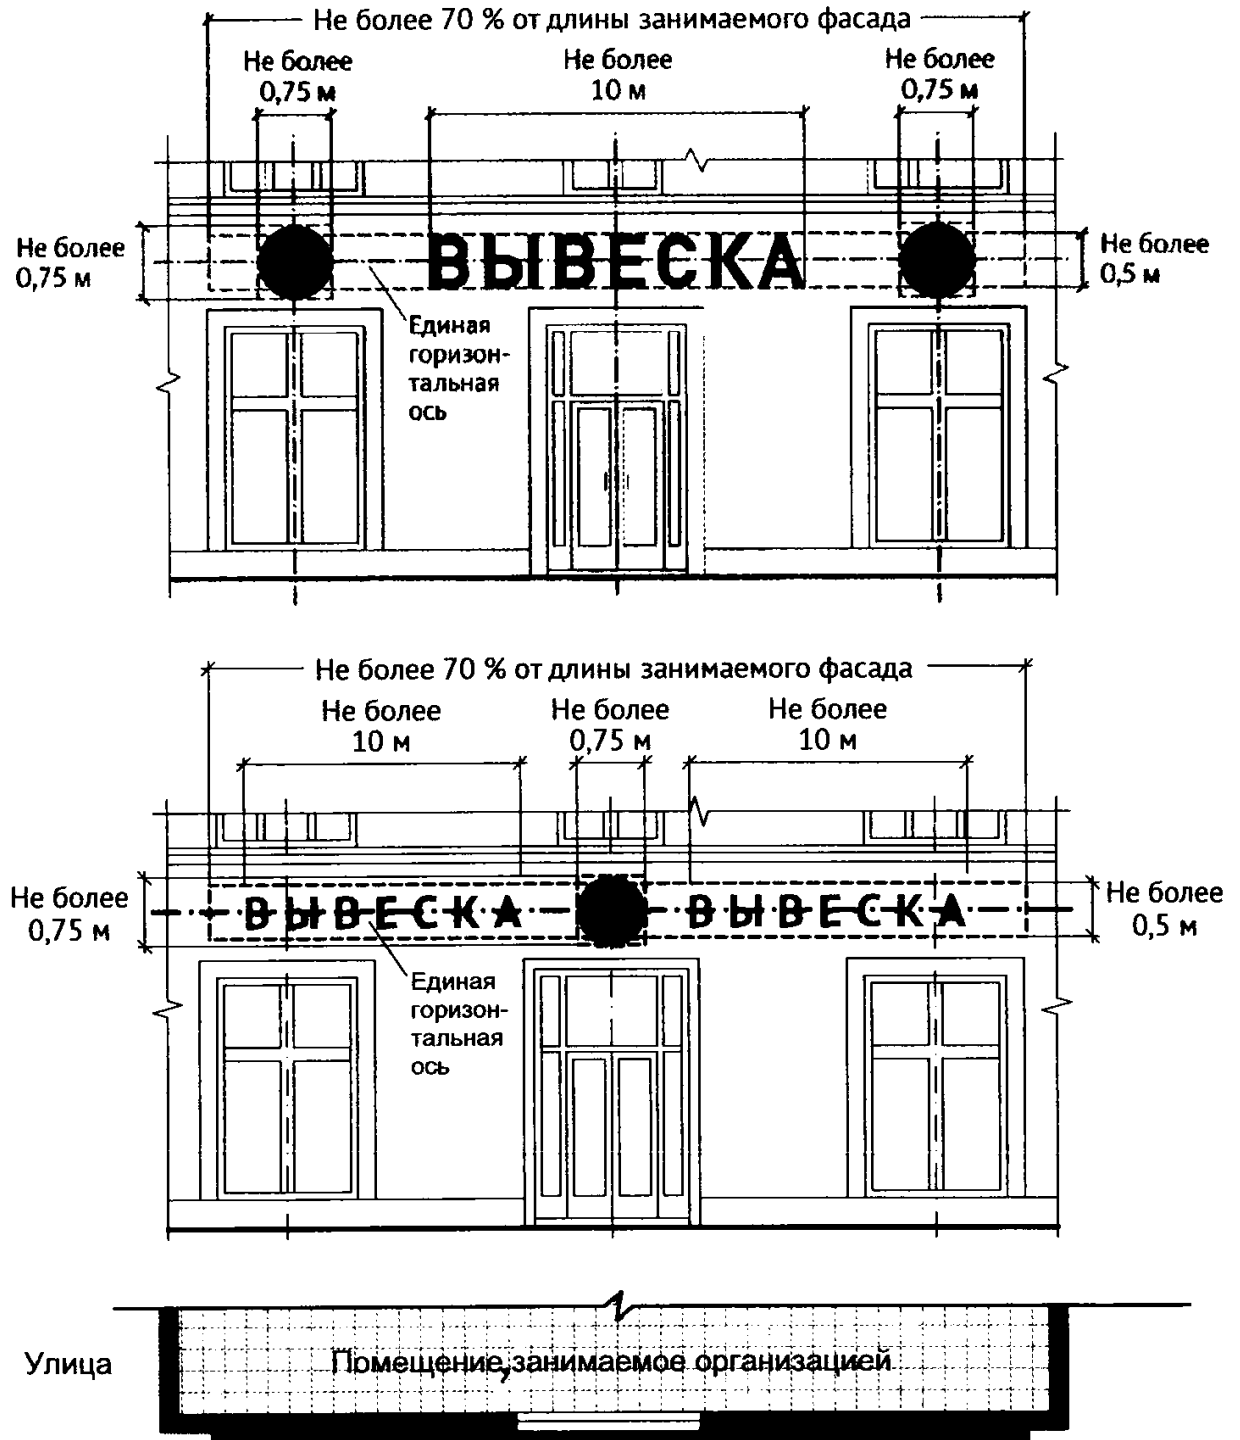 Не более 70 % от длины занимаемого фасада
Не более
0,75 м
Не более
10 м
Не более
0,75 м
Не более
0,75 м
ВЫВЕСКА
Не более
0,5 м
Единая
горизон-
тальная
ось
Не более 70 % от длины занимаемого фасада
Не более
10 м
Не более
0,75 м
Не более
10 м
Не более
0,75 м
ВЫВЕСКА
ВЫВЕСКА
Не более
0,5 м
Единая
горизон-
тальная
ось
Улица
Помещение,занимаемое организацией